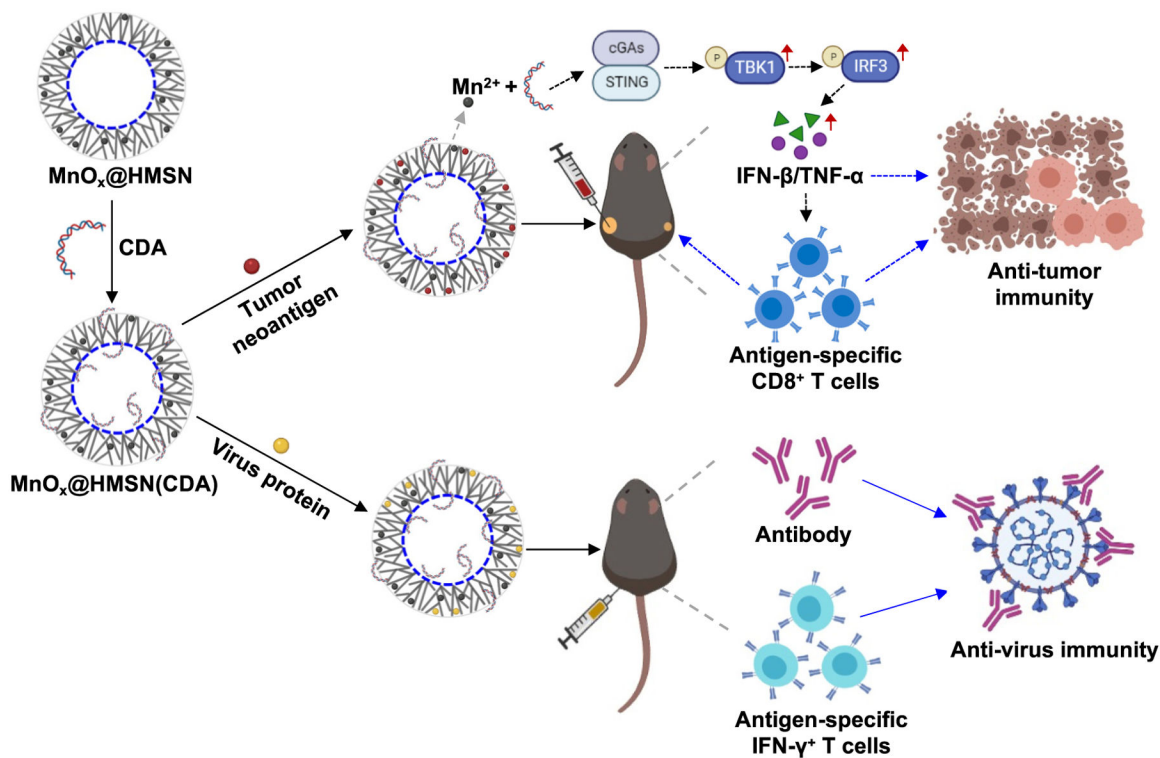 MnOₓ@HMSN
CDA
MnOₓ@HMSN(CDA)
Tumor
neoantigen
Virus protein
Mn²⁺ +
cGAs
STING
P
TBK1
P
IRF3
IFN-β/TNF-α
Antigen-specific
CD8⁺ T cells
Anti-tumor
immunity
Antibody
Antigen-specific
IFN-γ⁺ T cells
Anti-virus immunity